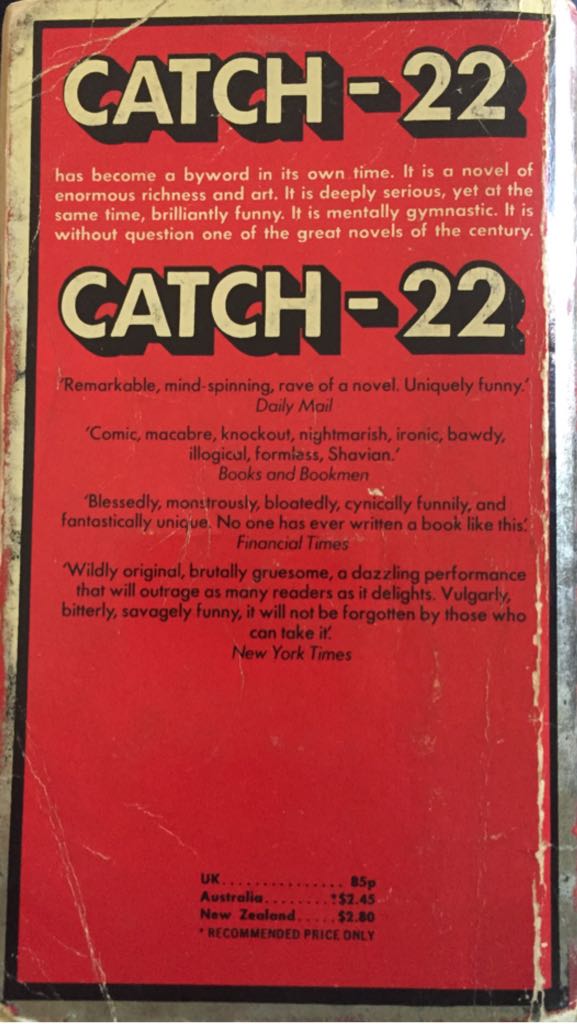 CATCH-22
has become a byword in its own time. It is a novel of
enormous richness and art. It is deeply serious, yet at the
same time, brilliantly funny. It is mentally gymnastic. It is
without question one of the great novels of the century.
CATCH-22
'Remarkable, mind-spinning, rave of a novel. Uniquely funny.'
Daily Mail
'Comic, macabre, knockout, nightmarish, ironic, bawdy,
illogical, formless, Shavian.'
Books and Bookmen
'Blessedly, monstrously, bloatedly, cynically funnily, and
fantastically unique. No one has ever written a book like this.'
Financial Times
'Wildly original, brutally gruesome, a dazzling performance
that will outrage as many readers as it delights. Vulgarly,
bitterly, savagely funny, it will not be forgotten by those who
can take it.'
New York Times
UK............... 85p
Australia........*$2.45
New Zealand.....$2.80
* RECOMMENDED PRICE ONLY